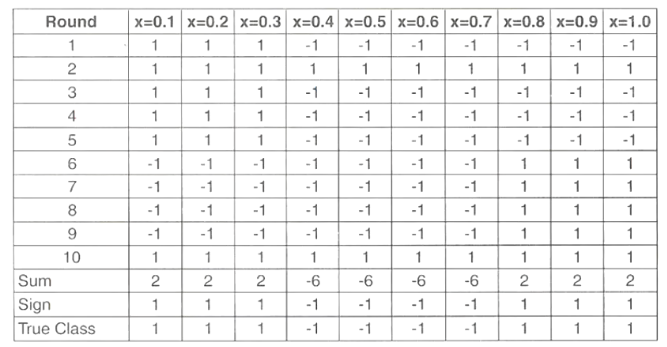 Round x=0.1 x=0.2 x=0.3 x=0.4 x=0.5 x=0.6 x=0.7 x=0.8 x=0.9 x=1.0
1 1 1 1 -1 -1 -1 -1 -1 -1 -1
2 1 1 1 1 1 1 1 1 1 1
3 1 1 1 -1 -1 -1 -1 -1 -1 -1
4 1 1 1 -1 -1 -1 -1 -1 -1 -1
5 1 1 1 -1 -1 -1 -1 -1 -1 -1
6 -1 -1 -1 -1 -1 -1 -1 1 1 1
7 -1 -1 -1 -1 -1 -1 -1 1 1 1
8 -1 -1 -1 -1 -1 -1 -1 1 1 1
9 -1 -1 -1 -1 -1 -1 -1 1 1 1
10 1 1 1 1 1 1 1 1 1 1
Sum 2 2 2 -6 -6 -6 -6 2 2 2
Sign 1 1 1 -1 -1 -1 -1 1 1 1
True Class 1 1 1 -1 -1 -1 -1 1 1 1